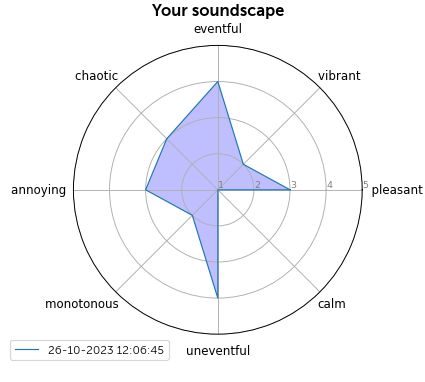 Your soundscape
eventful
chaotic
vibrant
annoying
1
2
3
4
5
pleasant
monotonous
calm
uneventful
26-10-2023 12:06:45